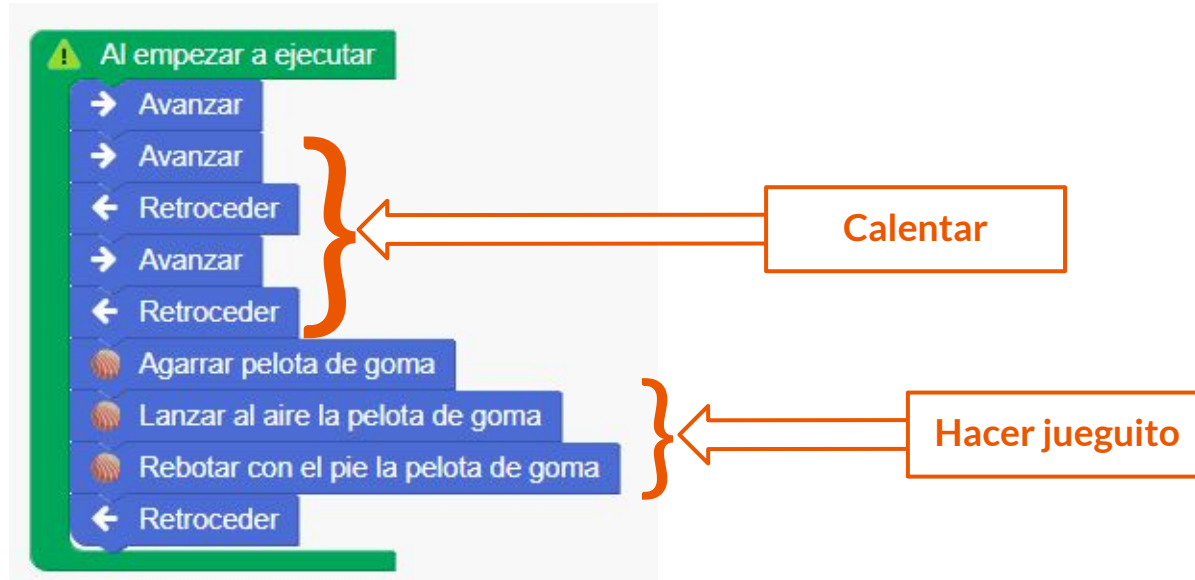 Al empezar a ejecutar
Avanzar
Avanzar
Retroceder
Avanzar
Retroceder
Agarrar pelota de goma
Lanzar al aire la pelota de goma
Rebotar con el pie la pelota de goma
Retroceder
Calentar
Hacer jueguito